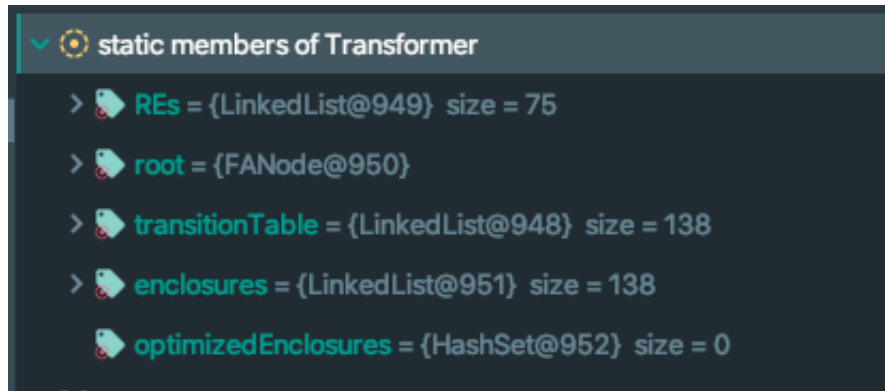 static members of Transformer
REs = {LinkedList@949} size = 75
root = {FANode@950}
transitionTable = {LinkedList@948} size = 138
enclosures = {LinkedList@951} size = 138
optimizedEnclosures = {HashSet@952} size = 0